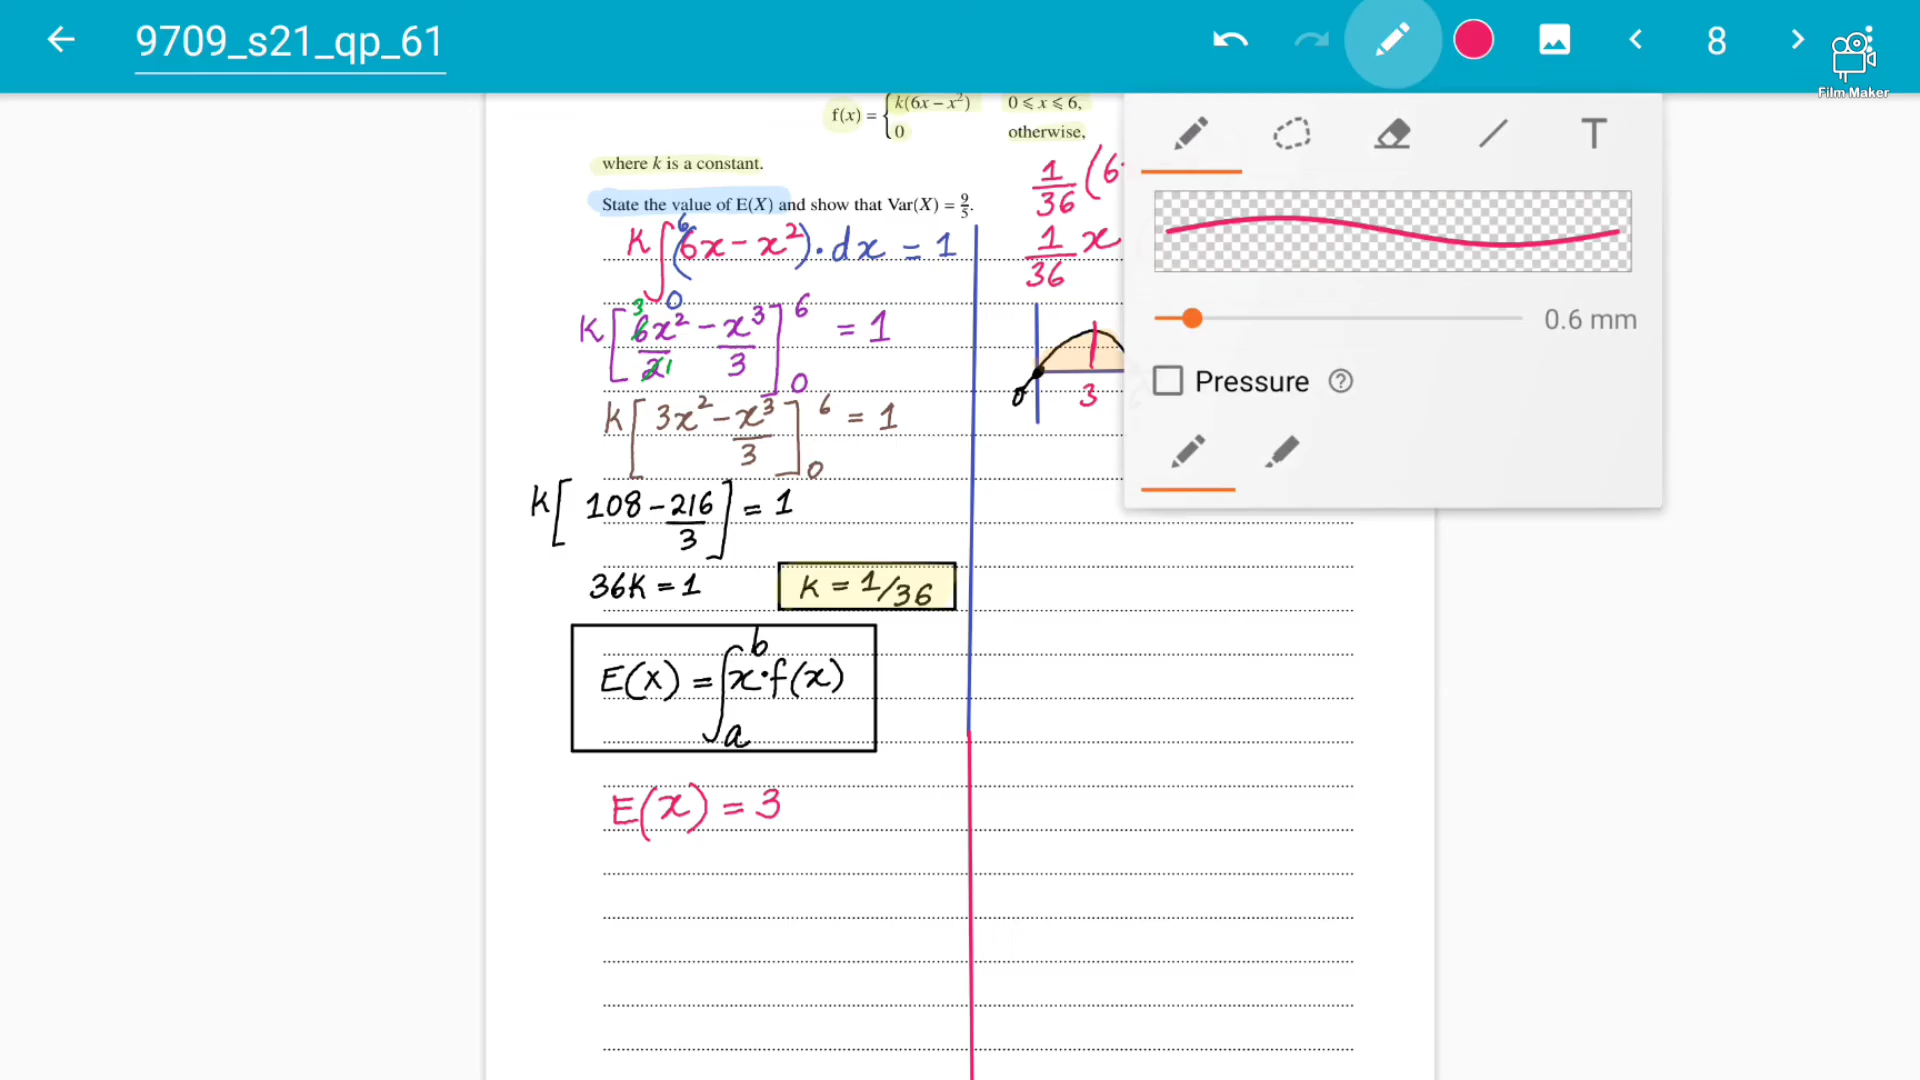 9709_s21_qp_61
8
Film Maker
f(x) = { k(6x − x²) 0 ⩽ x ⩽ 6,
0 otherwise,
where k is a constant.
State the value of E(X) and show that Var(X) = 9/5.
K∫₀⁶(6x − x²)·dx = 1
K[6x²/2 − x³/3]₀⁶ = 1
3
1
K[3x² − x³/3]₀⁶ = 1
K[108 − 216/3] = 1
36K = 1
K = 1/36
E(x) = ∫ₐᵇ x·f(x)
E(x) = 3
1/36 (6
1/36 x
0
3
0.6 mm
Pressure
?
T